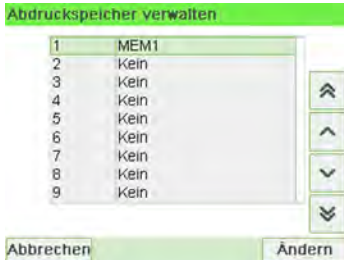 Abdruckspeicher verwalten
1 MEM1
2 Kein
3 Kein
4 Kein
5 Kein
6 Kein
7 Kein
8 Kein
9 Kein
Abbrechen Ändern